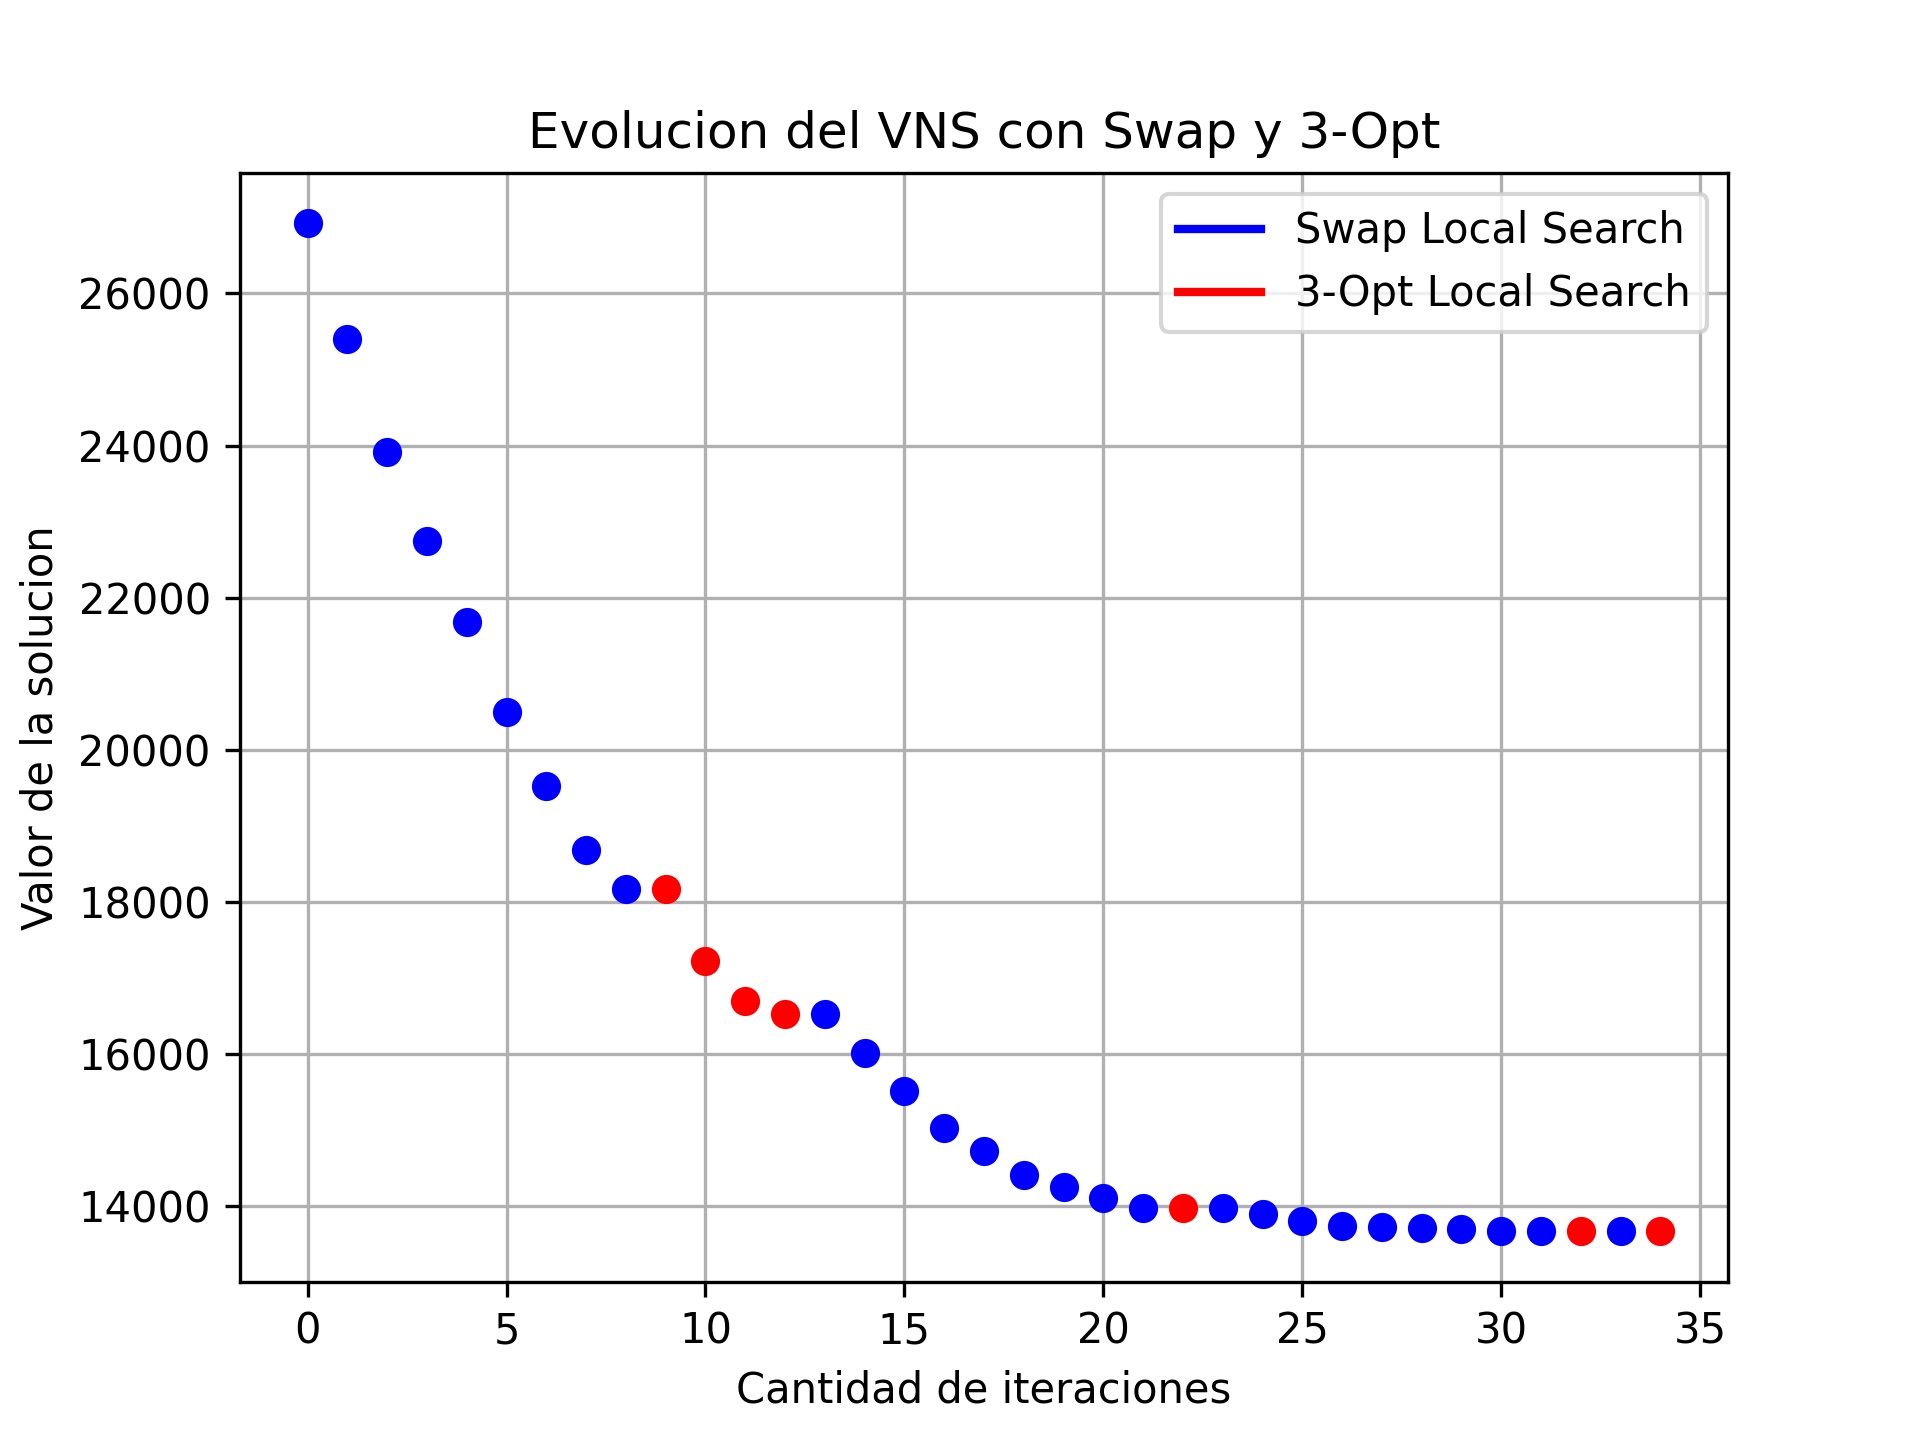 Evolucion del VNS con Swap y 3-Opt
Swap Local Search
3-Opt Local Search
Valor de la solucion
26000
24000
22000
20000
18000
16000
14000
0 5 10 15 20 25 30 35
Cantidad de iteraciones